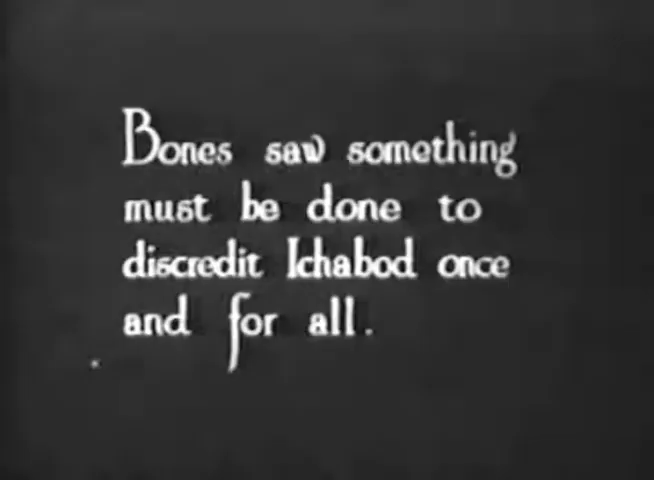 Bones saw something
must be done to
discredit Ichabod once
and for all.